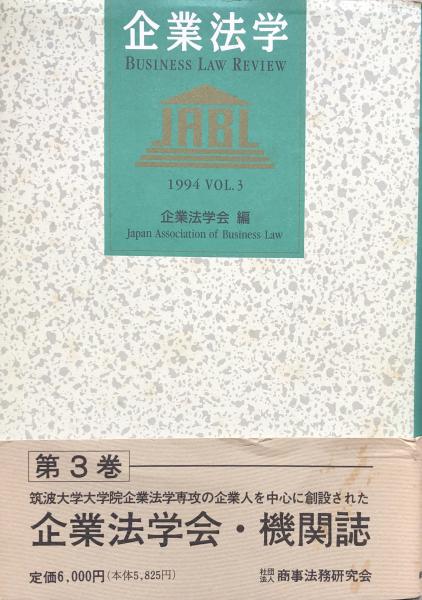 企業法学
BUSINESS LAW REVIEW
JABL
1994 VOL.3
企業法学会 編
Japan Association of Business Law
第3巻
筑波大学大学院企業法学専攻の企業人を中心に創設された
企業法学会・機関誌
定価6,000円(本体5,825円) 社団法人 商事法務研究会